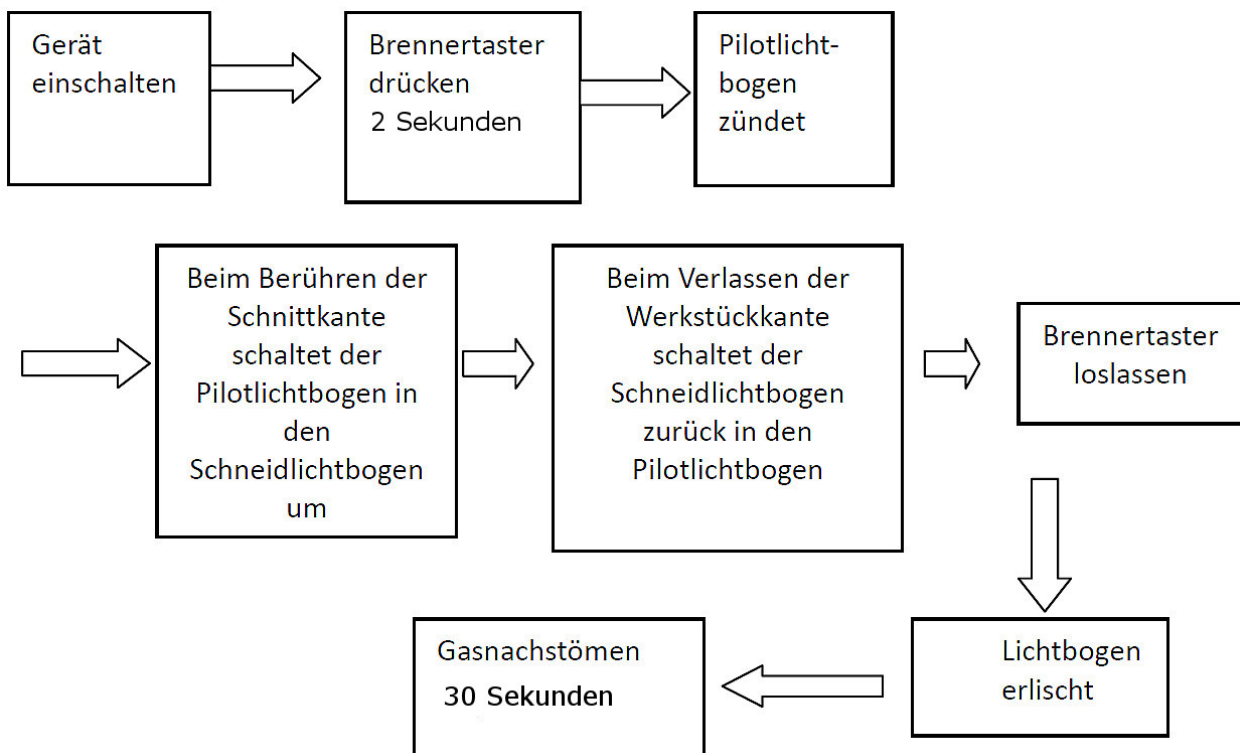 Gerät
einschalten
Brennertaster
drücken
2 Sekunden
Pilotlicht-
bogen
zündet
Beim Berühren der
Schnittkante
schaltet der
Pilotlichtbogen in
den
Schneidlichtbogen
um
Beim Verlassen der
Werkstückkante
schaltet der
Schneidlichtbogen
zurück in den
Pilotlichtbogen
Brennertaster
loslassen
Lichtbogen
erlischt
Gasnachstömen
30 Sekunden